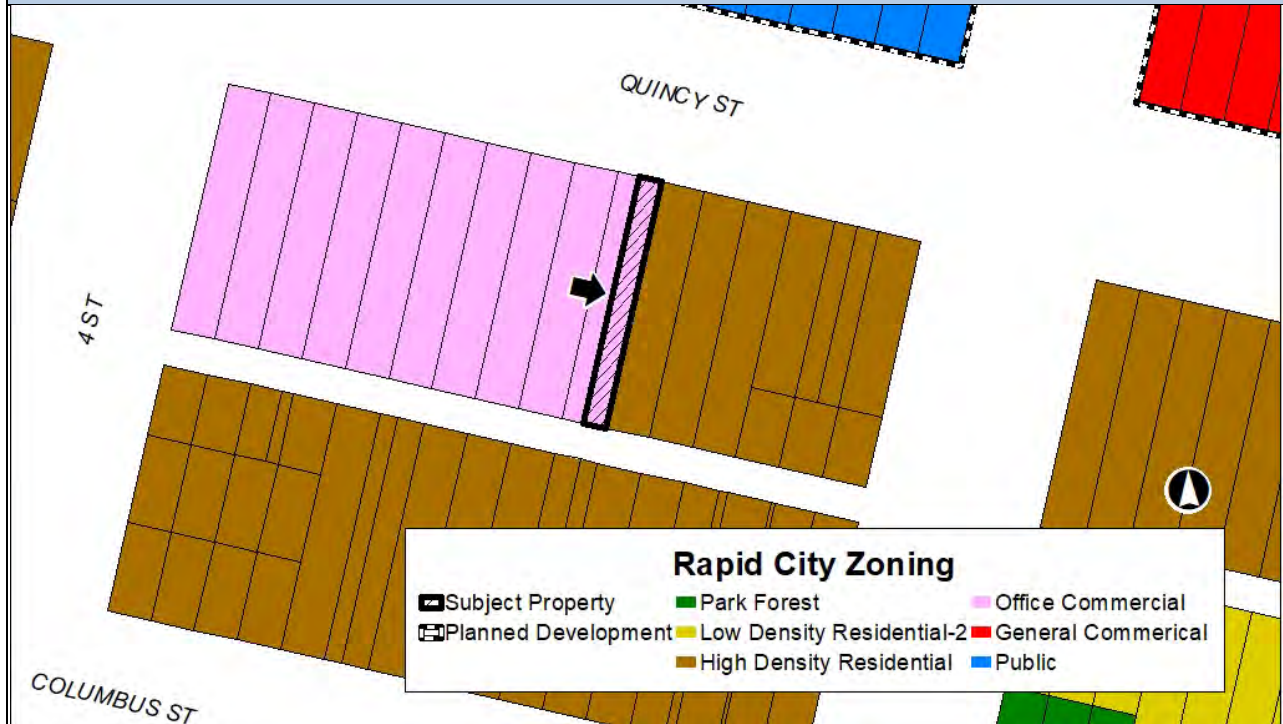 QUINCY ST
4 ST
Rapid City Zoning
Subject Property
Park Forest
Office Commercial
Planned Development
Low Density Residential-2
General Commerical
High Density Residential
Public
COLUMBUS ST